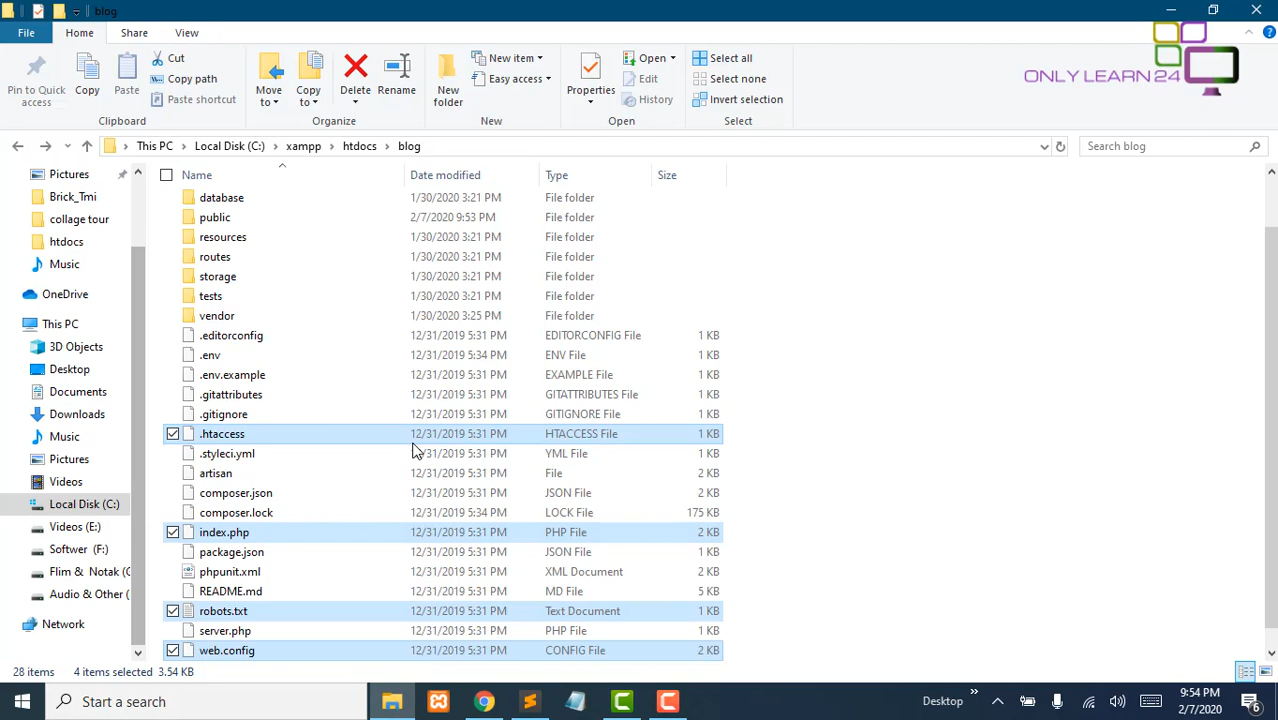 blog
File Home Share View
ONLY LEARN 24
Pin to Quick access
Copy
Paste
Cut
Copy path
Paste shortcut
Clipboard
Move to
Copy to
Delete
Rename
Organize
New folder
New item
Easy access
New
Properties
Open
Edit
History
Open
Select all
Select none
Invert selection
Select
This PC Local Disk (C:) xampp htdocs blog
Search blog
Name Date modified Type Size
Pictures
Brick_Tmi
collage tour
htdocs
Music
OneDrive
This PC
3D Objects
Desktop
Documents
Downloads
Music
Pictures
Videos
Local Disk (C:)
Videos (E:)
Softwer (F:)
Flim & Notak (
Audio & Other (
Network
database 1/30/2020 3:21 PM File folder
public 2/7/2020 9:53 PM File folder
resources 1/30/2020 3:21 PM File folder
routes 1/30/2020 3:21 PM File folder
storage 1/30/2020 3:21 PM File folder
tests 1/30/2020 3:21 PM File folder
vendor 1/30/2020 3:25 PM File folder
.editorconfig 12/31/2019 5:31 PM EDITORCONFIG File 1 KB
.env 12/31/2019 5:34 PM ENV File 1 KB
.env.example 12/31/2019 5:31 PM EXAMPLE File 1 KB
.gitattributes 12/31/2019 5:31 PM GITATTRIBUTES File 1 KB
.gitignore 12/31/2019 5:31 PM GITIGNORE File 1 KB
.htaccess 12/31/2019 5:31 PM HTACCESS File 1 KB
.styleci.yml 12/31/2019 5:31 PM YML File 1 KB
artisan 12/31/2019 5:31 PM File 2 KB
composer.json 12/31/2019 5:31 PM JSON File 2 KB
composer.lock 12/31/2019 5:34 PM LOCK File 175 KB
index.php 12/31/2019 5:31 PM PHP File 2 KB
package.json 12/31/2019 5:31 PM JSON File 2 KB
phpunit.xml 12/31/2019 5:31 PM XML Document 2 KB
README.md 12/31/2019 5:31 PM MD File 5 KB
robots.txt 12/31/2019 5:31 PM Text Document 1 KB
server.php 12/31/2019 5:31 PM PHP File 1 KB
web.config 12/31/2019 5:31 PM CONFIG File 2 KB
28 items 4 items selected 3.54 KB
Start a search
Desktop
9:54 PM
2/7/2020
6